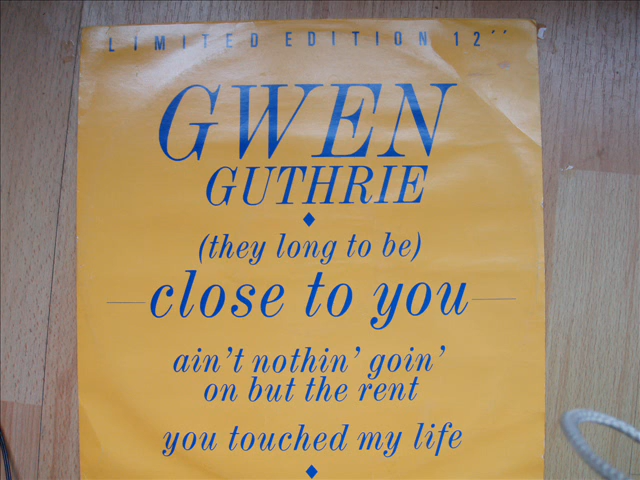 LIMITED EDITION 12''
GWEN
GUTHRIE
(they long to be)
close to you
ain't nothin' goin'
on but the rent
you touched my life